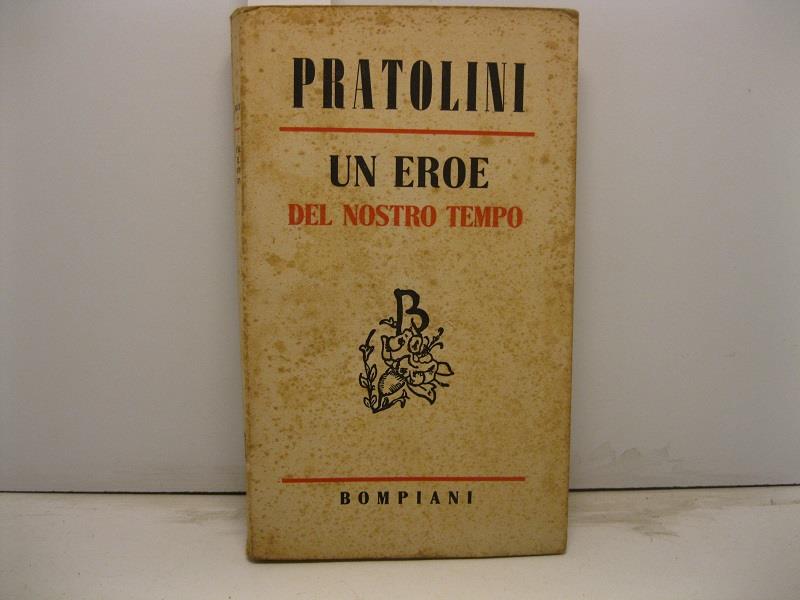 PRATOLINI
UN EROE
DEL NOSTRO TEMPO
B
BOMPIANI